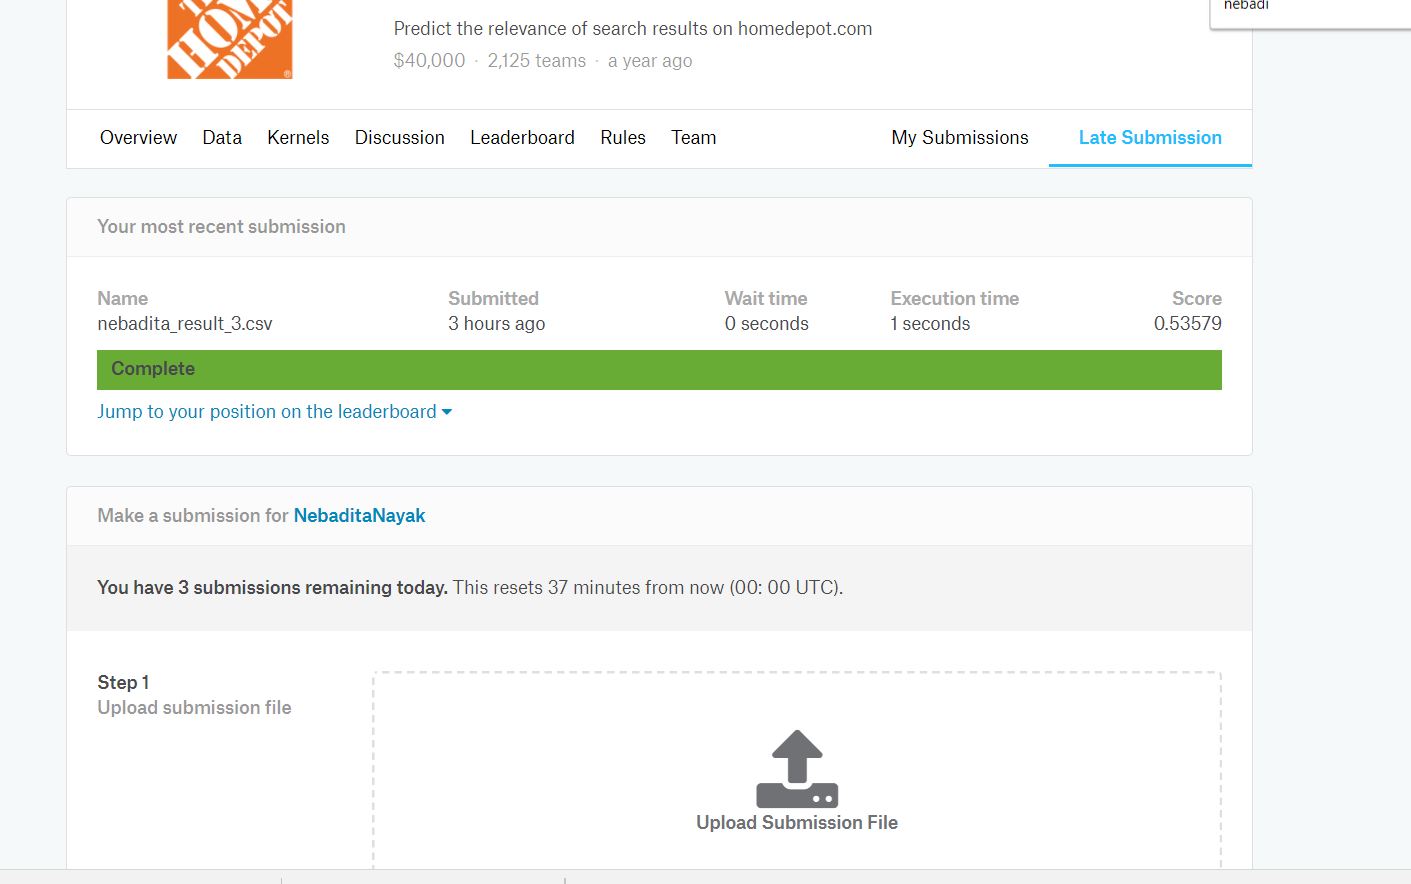 nebadi
THE
HOME
DEPOT
Predict the relevance of search results on homedepot.com
$40,000 · 2,125 teams · a year ago
Overview Data Kernels Discussion Leaderboard Rules Team My Submissions Late Submission
Your most recent submission
Name Submitted Wait time Execution time Score
nebadita_result_3.csv 3 hours ago 0 seconds 1 seconds 0.53579
Complete
Jump to your position on the leaderboard
Make a submission for NebaditaNayak
You have 3 submissions remaining today. This resets 37 minutes from now (00: 00 UTC).
Step 1
Upload submission file
Upload Submission File